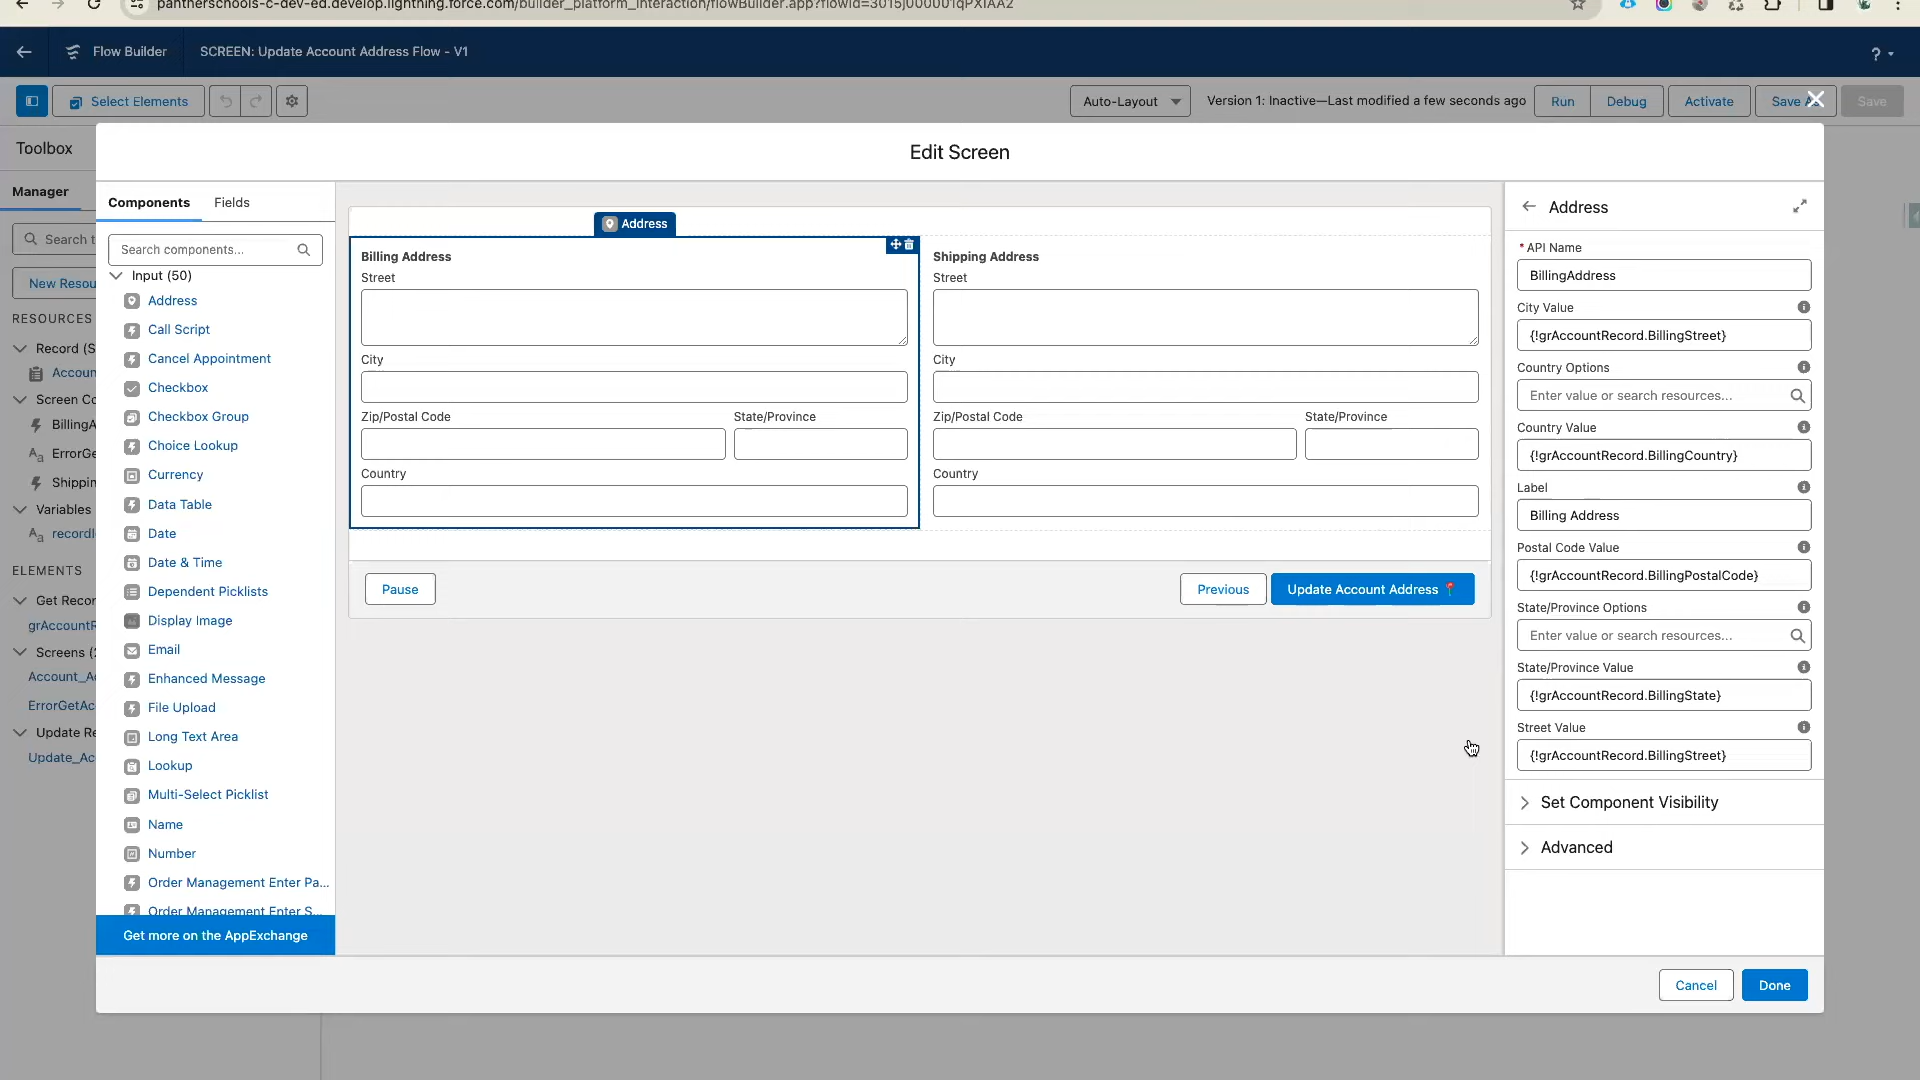 pantherschools-c-dev-ed.develop.lightning.force.com/builder_platform_interaction/flowBuilder.app?flowId=3015j000001qPXIAA2
Flow Builder
SCREEN: Update Account Address Flow - V1
?
Select Elements
Auto-Layout
Version 1: Inactive—Last modified a few seconds ago
Run
Debug
Activate
Save
Save
Toolbox
Edit Screen
Manager
Components
Fields
Search t
Search components...
New Resou
RESOURCES
Record (S
Accoun
Screen Co
BillingA
ErrorGe
Shippin
Variables
recordI
ELEMENTS
Get Recor
grAccountR
Screens (2
Account_Ad
ErrorGetAc
Update Re
Update_Acc
Input (50)
Address
Call Script
Cancel Appointment
Checkbox
Checkbox Group
Choice Lookup
Currency
Data Table
Date
Date & Time
Dependent Picklists
Display Image
Email
Enhanced Message
File Upload
Long Text Area
Lookup
Multi-Select Picklist
Name
Number
Order Management Enter Pa...
Order Management Enter S...
Get more on the AppExchange
Address
Billing Address
Street
City
Zip/Postal Code
State/Province
Country
Shipping Address
Street
City
Zip/Postal Code
State/Province
Country
Pause
Previous
Update Account Address
Address
* API Name
BillingAddress
City Value
{!grAccountRecord.BillingStreet}
Country Options
Enter value or search resources...
Country Value
{!grAccountRecord.BillingCountry}
Label
Billing Address
Postal Code Value
{!grAccountRecord.BillingPostalCode}
State/Province Options
Enter value or search resources...
State/Province Value
{!grAccountRecord.BillingState}
Street Value
{!grAccountRecord.BillingStreet}
Set Component Visibility
Advanced
Cancel
Done